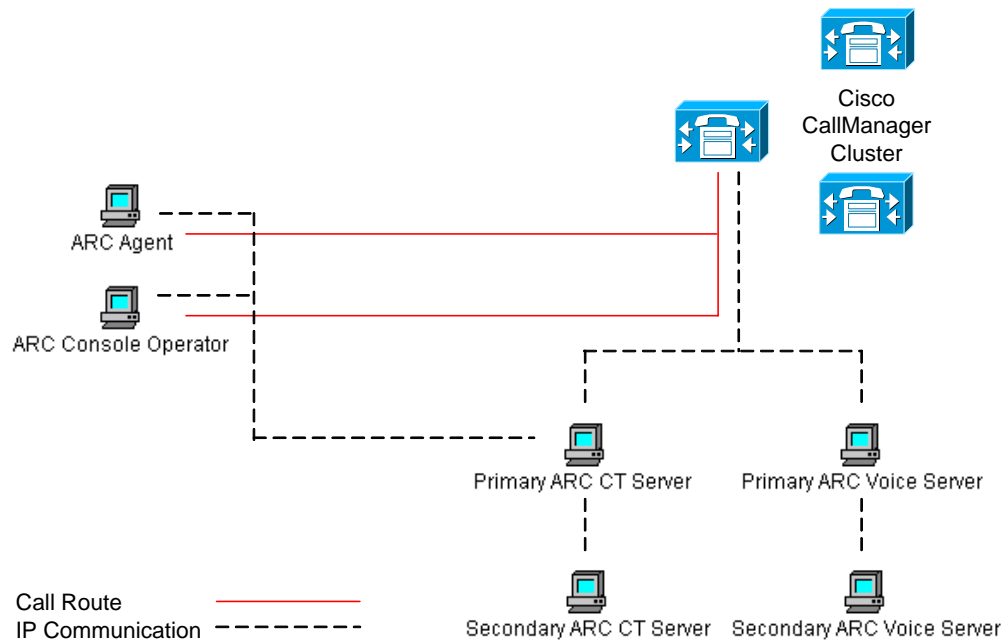 Cisco
CallManager
Cluster
ARC Agent
ARC Console Operator
Primary ARC CT Server
Primary ARC Voice Server
Call Route
IP Communication
Secondary ARC CT Server
Secondary ARC Voice Server